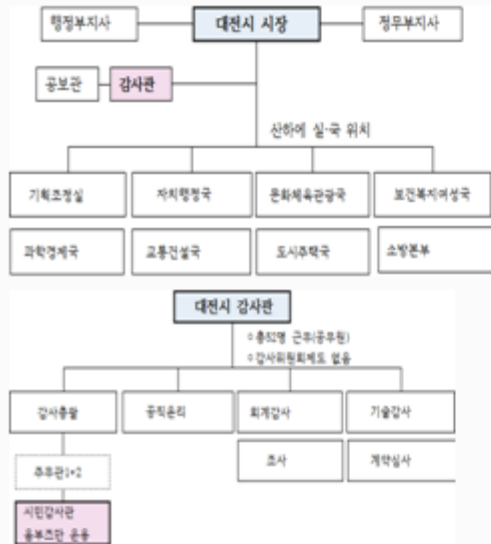 행정부지사
대전시 시장
정무부지사
공보관
감사관
산하에 실·국 위치
기획조정실
자치행정국
문화체육관광국
보건복지여성국
과학경제국
교통건설국
도시주택국
소방본부
대전시 감사관
○총52명 근무(공무원)
○감사위원회제도 없음
감사총괄
공직윤리
회계감사
기술감사
조사
계약심사
주무관1+2
시민감사관
옴부즈만 운용